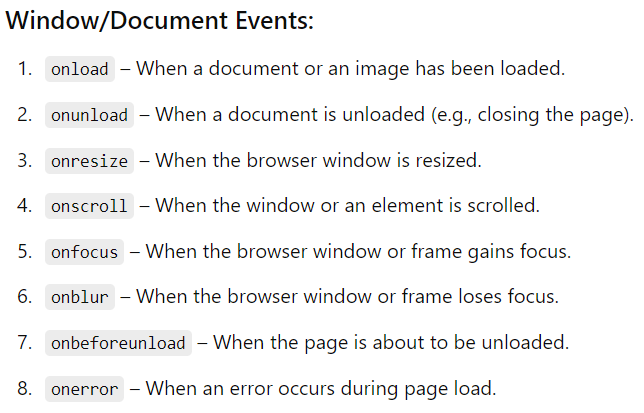 Window/Document Events:
1. onload – When a document or an image has been loaded.
2. onunload – When a document is unloaded (e.g., closing the page).
3. onresize – When the browser window is resized.
4. onscroll – When the window or an element is scrolled.
5. onfocus – When the browser window or frame gains focus.
6. onblur – When the browser window or frame loses focus.
7. onbeforeunload – When the page is about to be unloaded.
8. onerror – When an error occurs during page load.